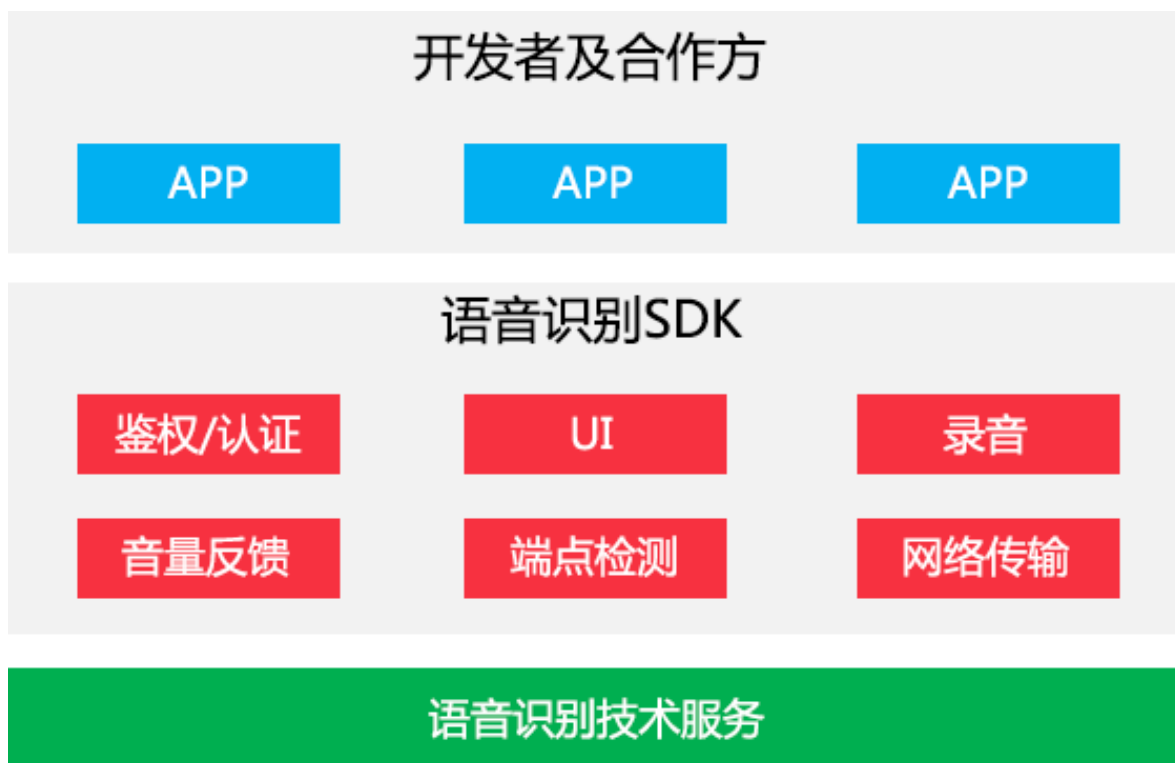 开发者及合作方
APP APP APP
语音识别SDK
鉴权/认证 UI 录音
音量反馈 端点检测 网络传输
语音识别技术服务